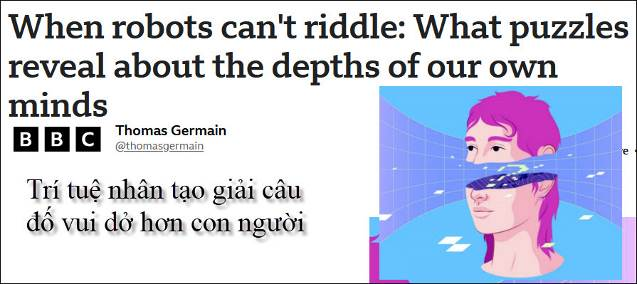 When robots can't riddle: What puzzles
reveal about the depths of our own
minds
BBC
Thomas Germain
@thomasgermain
Trí tuệ nhân tạo giải câu
đố vui dở hơn con người